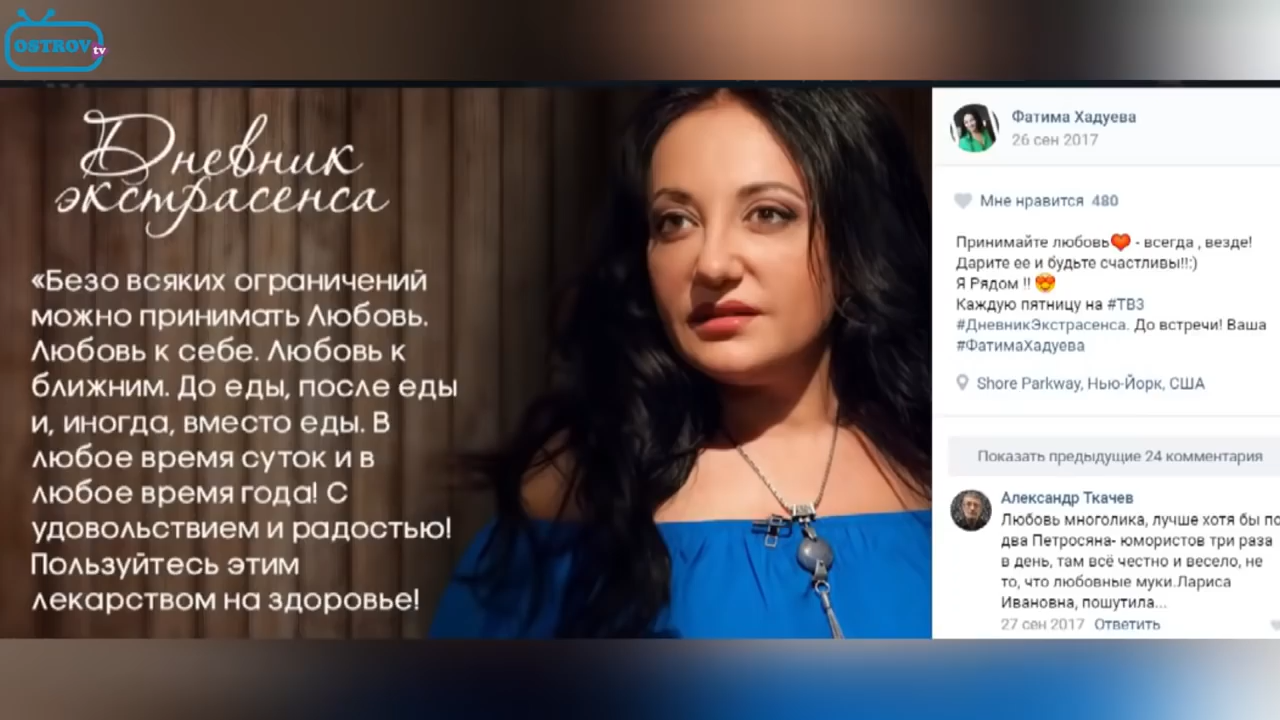 OSTROV tv
Дневник
экстрасенса
«Безо всяких ограничений
можно принимать Любовь.
Любовь к себе. Любовь к
ближним. До еды, после еды
и, иногда, вместо еды. В
любое время суток и в
любое время года! С
удовольствием и радостью!
Пользуйтесь этим
лекарством на здоровье!
Фатима Хадуева
26 сен 2017
Мне нравится 480
Принимайте любовь❤ - всегда , везде!
Дарите ее и будьте счастливы!!:)
Я Рядом !! 😍
Каждую пятницу на #ТВ3
#ДневникЭкстрасенса. До встречи! Ваша
#ФатимаХадуева
Shore Parkway, Нью-Йорк, США
Показать предыдущие 24 комментария
Александр Ткачев
Любовь многолика, лучше хотя бы по
два Петросяна- юмористов три раза
в день, там всё честно и весело, не
то, что любовные муки.Лариса
Ивановна, пошутила...
27 сен 2017 Ответить